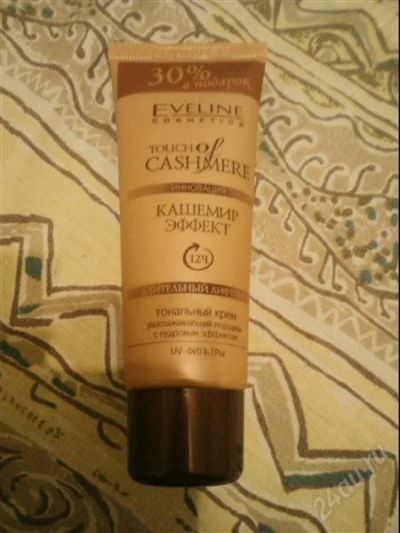 30%
в подарок
EVELINE
COSMETICS
TOUCH of
CASHMERE
ИННОВАЦИЯ
КАШЕМИР
ЭФФЕКТ
12Ч
тональный крем
разглаживающий морщины
с пудровым эффектом
UV-ФИЛЬТРЫ
24au.ru